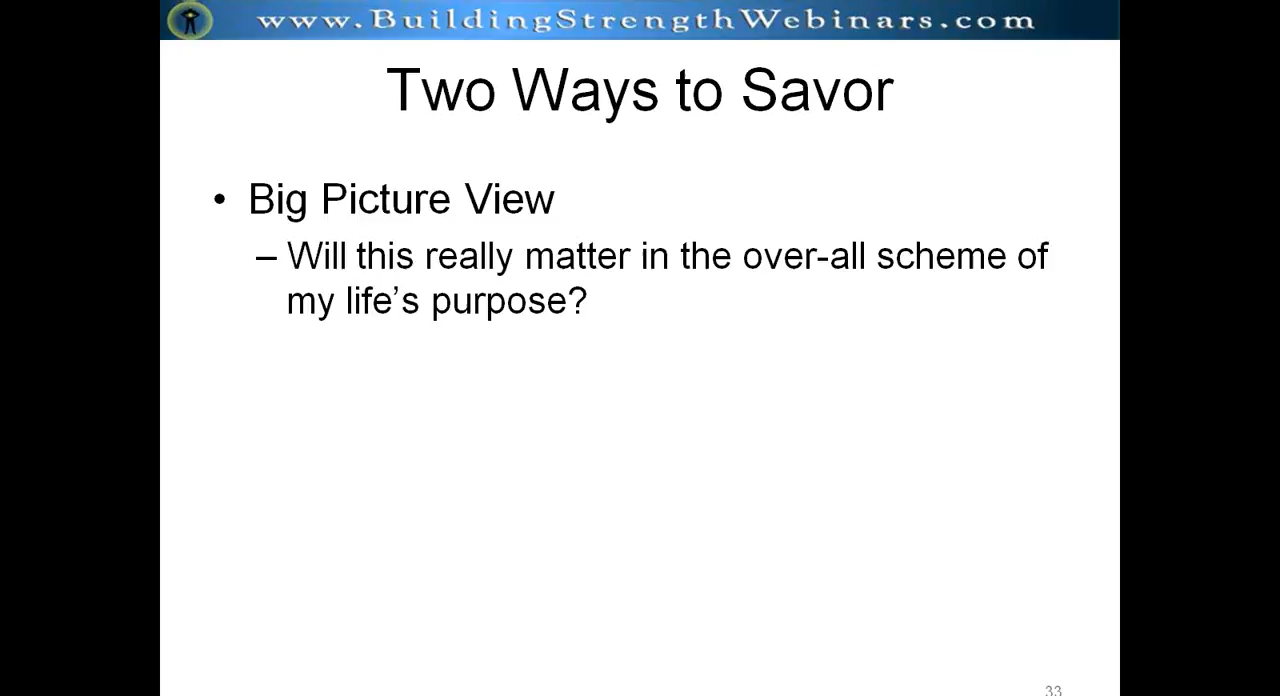 www.BuildingStrengthWebinars.com
Two Ways to Savor
• Big Picture View
– Will this really matter in the over-all scheme of
my life’s purpose?
33